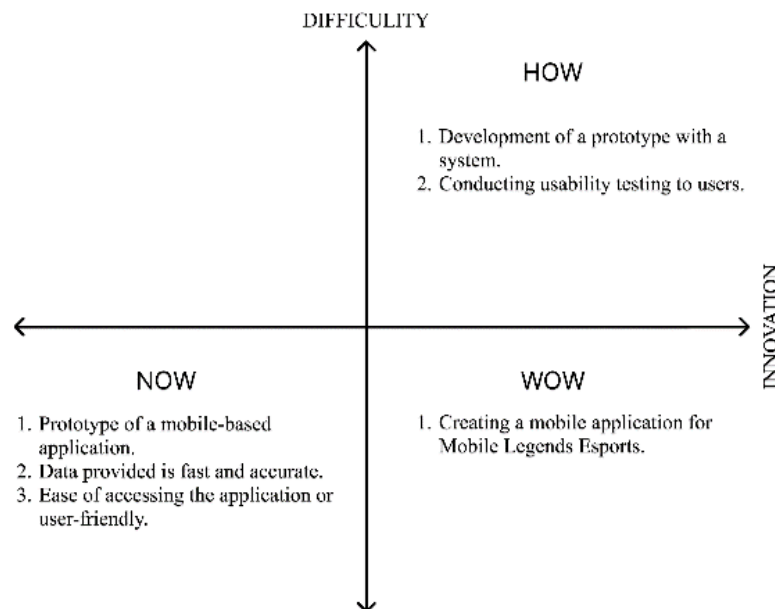 DIFFICULITY
HOW
1. Development of a prototype with a
system.
2. Conducting usability testing to users.
INNOVATION
NOW
1. Prototype of a mobile-based
application.
2. Data provided is fast and accurate.
3. Ease of accessing the application or
user-friendly.
WOW
1. Creating a mobile application for
Mobile Legends Esports.